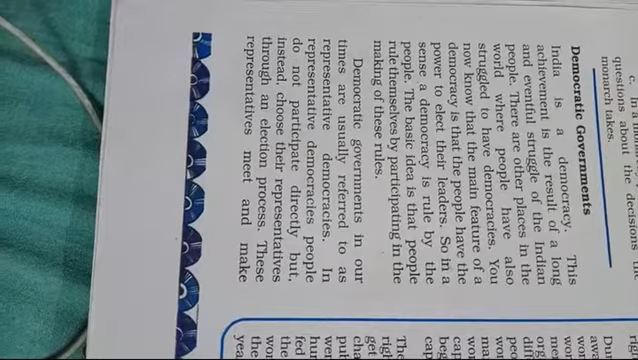 questions about the decisions
monarch takes.
Democratic Governments
India is a democracy. This
achievement is the result of a long
and eventful struggle of the Indian
people. There are other places in the
world where people have also
struggled to have democracies. You
now know that the main feature of a
democracy is that the people have the
power to elect their leaders. So in a
sense a democracy is rule by the
people. The basic idea is that people
rule themselves by participating in the
making of these rules.
Democratic governments in our
times are usually referred to as
representative democracies. In
representative democracies people
do not participate directly but,
instead, choose their representatives
through an election process. These
representatives meet and make